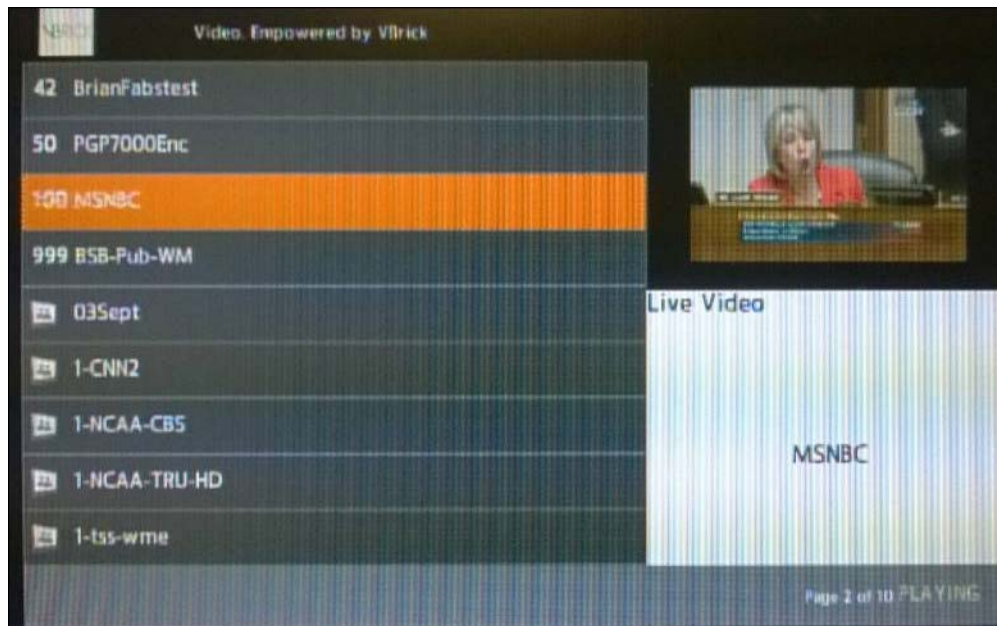 VBRICK
Video. Empowered by VBrick
42 BrianFabstest
50 PGP7000Enc
100 MSNBC
999 BSB-Pub-WM
03Sept
1-CNN2
1-NCAA-CBS
1-NCAA-TRU-HD
1-tss-wme
Live Video
MSNBC
Page 2 of 10 PLAYING